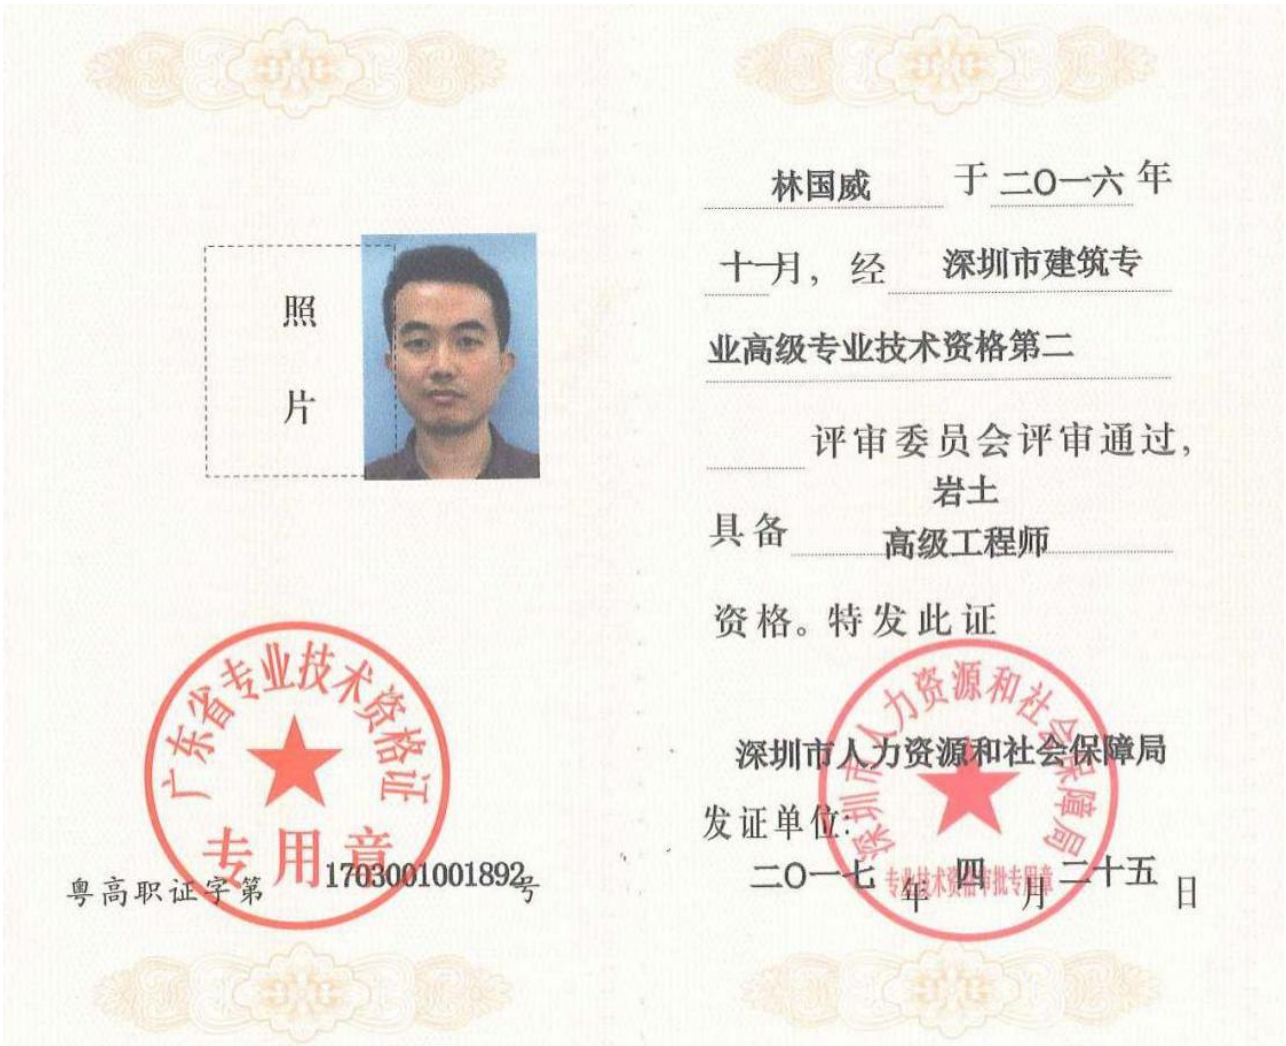 照
片
广东省专业技术资格证
专用章
粤高职证字第1703001001892号
林国威 于 二〇一六 年
十一月，经 深圳市建筑专
业高级专业技术资格第二
评审委员会评审通过，
岩土
具备 高级工程师
资格。特发此证
深圳市人力资源和社会保障局
深圳市人力资源和社会保障局
发证单位：
二〇一七 年 四 月 二十五 日
专业技术资格审批专用章